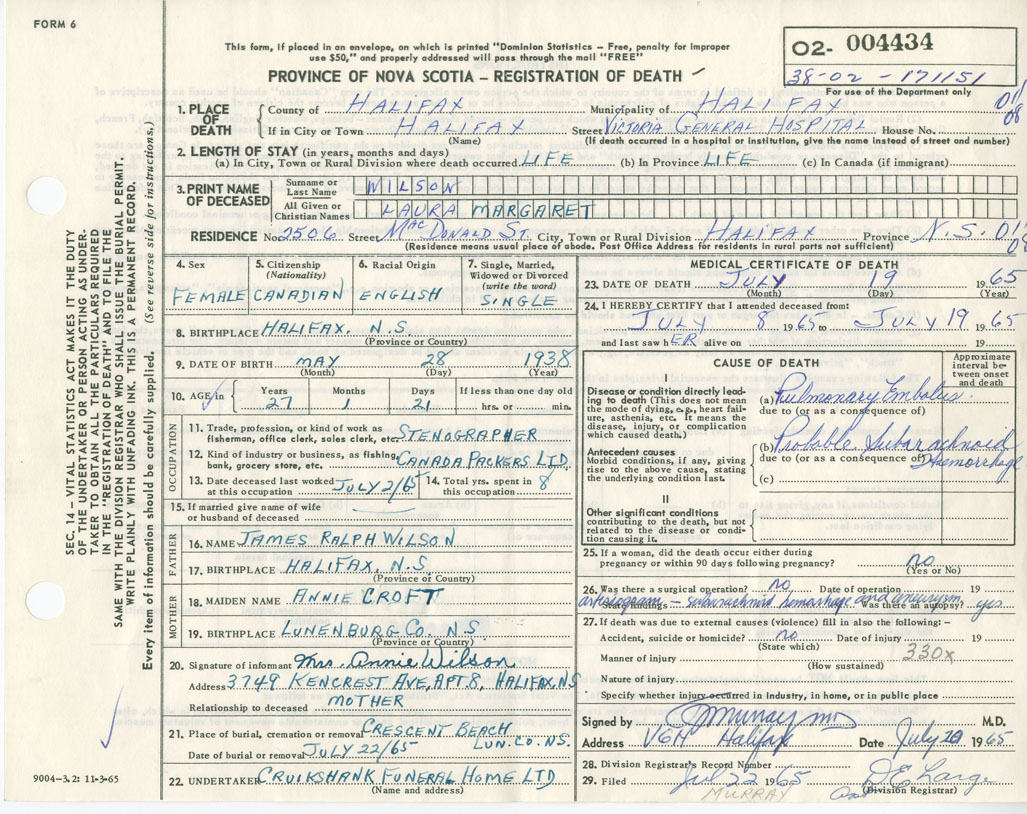 FORM 6
This form, if placed in an envelope, on which is printed "Dominion Statistics – Free, penalty for improper
use $50," and properly addressed will pass through the mail "FREE"
PROVINCE OF NOVA SCOTIA – REGISTRATION OF DEATH
02- 004434
38-02-171151
For use of the Department only
01/08
1. PLACE OF DEATH
County of HALIFAX Municipality of HALIFAX
If in City or Town HALIFAX Street VICTORIA GENERAL HOSPITAL House No.
(Name) (If death occurred in a hospital or institution, give the name instead of street and number)
2. LENGTH OF STAY (in years, months and days)
(a) In City, Town or Rural Division where death occurred LIFE (b) In Province LIFE (c) In Canada (if immigrant)
3. PRINT NAME OF DECEASED
Surname or Last Name WILSON
All Given or Christian Names LAURA MARGARET
RESIDENCE No. 2506 Street MacDONALD ST. City, Town or Rural Division HALIFAX Province N.S. 01/08
(Residence means usual place of abode. Post Office Address for residents in rural parts not sufficient)
4. Sex FEMALE
5. Citizenship (Nationality) CANADIAN
6. Racial Origin ENGLISH
7. Single, Married, Widowed or Divorced (write the word) SINGLE
8. BIRTHPLACE HALIFAX, N.S.
(Province or Country)
9. DATE OF BIRTH MAY 28 1938
(Month) (Day) (Year)
10. AGE in Years Months Days If less than one day old
27 1 21 hrs. or min.
OCCUPATION
11. Trade, profession, or kind of work as
fisherman, office clerk, sales clerk, etc. STENOGRAPHER
12. Kind of industry or business, as fishing,
bank, grocery store, etc. CANADA PACKERS LTD.
13. Date deceased last worked at this occupation JULY 2/65
14. Total yrs. spent in this occupation 8
15. If married give name of wife
or husband of deceased
FATHER
16. NAME JAMES RALPH WILSON
17. BIRTHPLACE HALIFAX, N.S.
(Province or Country)
MOTHER
18. MAIDEN NAME ANNIE CROFT
19. BIRTHPLACE LUNENBURG CO. N.S.
(Province or Country)
20. Signature of informant Mrs. Annie Wilson
Address 3749 KENCREST AVE, APT. 8, HALIFAX, N.S
Relationship to deceased MOTHER
21. Place of burial, cremation or removal CRESCENT BEACH
LUN. CO. N.S.
Date of burial or removal JULY 22/65
22. UNDERTAKER CRUIKSHANK FUNERAL HOME LTD
(Name and address)
MEDICAL CERTIFICATE OF DEATH
23. DATE OF DEATH JULY 19 1965
(Month) (Day) (Year)
24. I HEREBY CERTIFY that I attended deceased from:
JULY 8 1965 to JULY 19 1965
and last saw hER alive on 19
CAUSE OF DEATH
Approximate interval between onset and death
I
Disease or condition directly leading to death (This does not mean the mode of dying, e.g., heart failure, asthenia, etc. It means the disease, injury, or complication which caused death.)
(a) Pulmonary Embolus
due to (or as a consequence of)
Antecedent causes
Morbid conditions, if any, giving rise to the above cause, stating the underlying condition last.
(b) Probable Subarachnoid
due to (or as a consequence of) Hemorrhage
(c)
II
Other significant conditions
contributing to the death, but not related to the disease or condition causing it.
25. If a woman, did the death occur either during
pregnancy or within 90 days following pregnancy? no
(Yes or No)
26. Was there a surgical operation? no Date of operation 19
State findings arteriogram – subarachnoid hemorrhage and aneurysm Was there an autopsy? yes
27. If death was due to external causes (violence) fill in also the following: –
Accident, suicide or homicide? no Date of injury 19
(State which)
Manner of injury 330x
(How sustained)
Nature of injury
Specify whether injury occurred in industry, in home, or in public place
Signed by Murray MD M.D.
Address VGH Halifax Date July 20 1965
28. Division Registrar's Record Number
29. Filed Jul 22 1965
MURRAY
(Division Registrar)
SEC. 14 – VITAL STATISTICS ACT MAKES IT THE DUTY
OF THE UNDERTAKER OR PERSON ACTING AS UNDER-
TAKER TO OBTAIN ALL THE PARTICULARS REQUIRED
IN THE "REGISTRATION OF DEATH" AND TO FILE THE
SAME WITH THE DIVISION REGISTRAR WHO SHALL ISSUE THE BURIAL PERMIT.
WRITE PLAINLY WITH UNFADING INK. THIS IS A PERMANENT RECORD.
Every item of information should be carefully supplied. (See reverse side for instructions.)
9004-3.2: 11-3-65